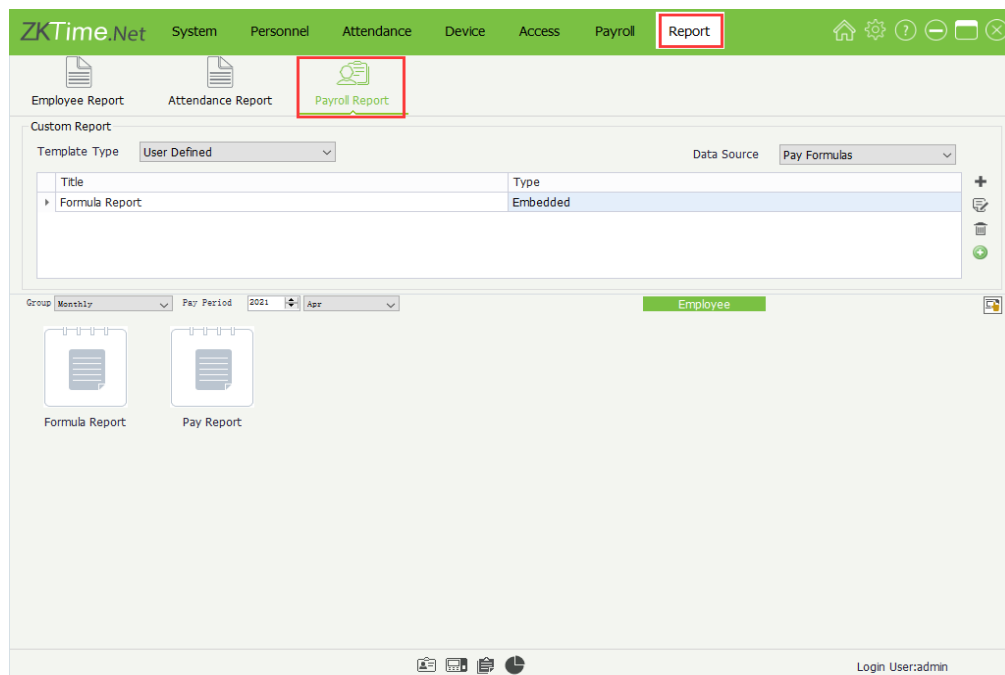 ZKTime.Net System Personnel Attendance Device Access Payroll Report
Employee Report Attendance Report Payroll Report
Custom Report
Template Type User Defined Data Source Pay Formulas
Title Type
Formula Report Embedded
Group Monthly Pay Period 2021 Apr Employee
Formula Report Pay Report
Login User:admin